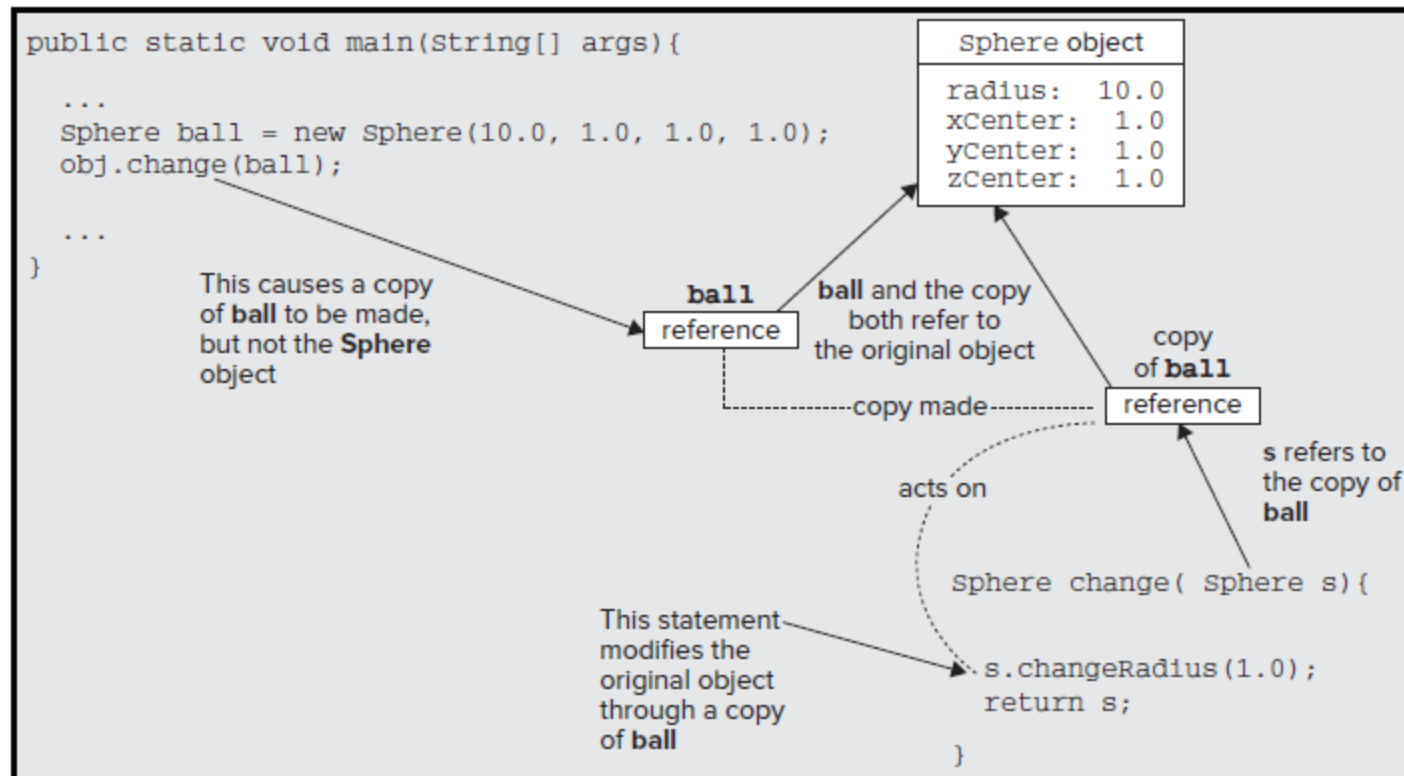 public static void main(String[] args){
...
Sphere ball = new Sphere(10.0, 1.0, 1.0, 1.0);
obj.change(ball);
...
}
Sphere object
radius: 10.0
xCenter: 1.0
yCenter: 1.0
zCenter: 1.0
This causes a copy
of ball to be made,
but not the Sphere
object
ball
reference
ball and the copy
both refer to
the original object
copy
of ball
reference
copy made
s refers to
the copy of
ball
acts on
Sphere change( Sphere s){
This statement
modifies the
original object
through a copy
of ball
s.changeRadius(1.0);
return s;
}